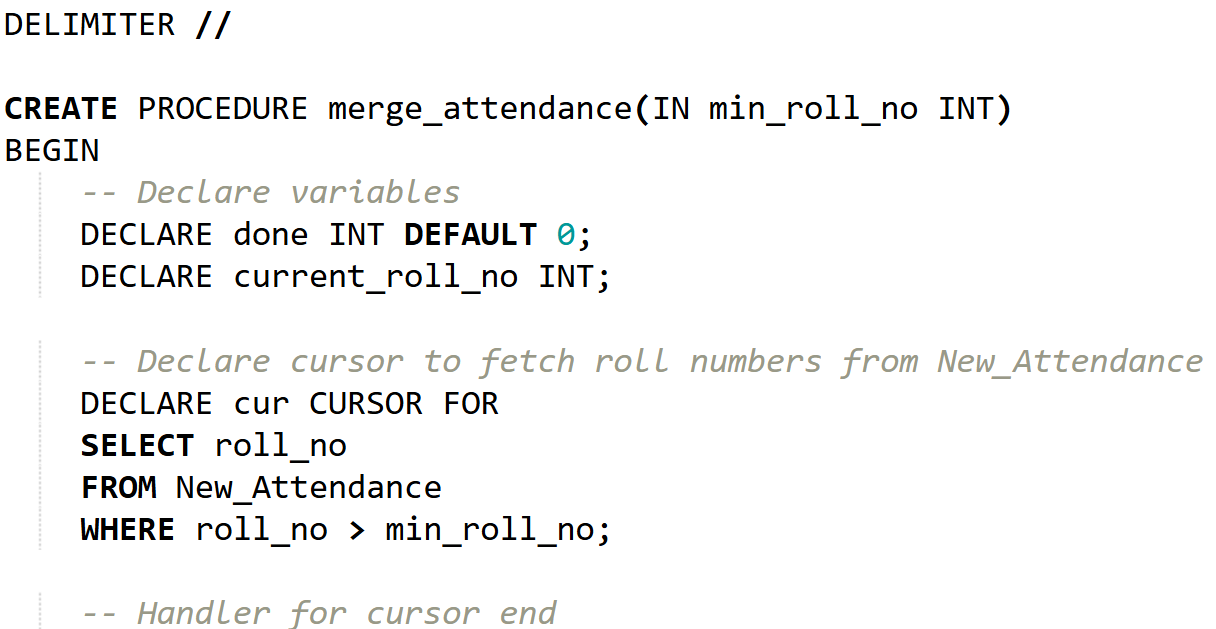 DELIMITER //
CREATE PROCEDURE merge_attendance(IN min_roll_no INT)
BEGIN
-- Declare variables
DECLARE done INT DEFAULT 0;
DECLARE current_roll_no INT;
-- Declare cursor to fetch roll numbers from New_Attendance
DECLARE cur CURSOR FOR
SELECT roll_no
FROM New_Attendance
WHERE roll_no > min_roll_no;
-- Handler for cursor end